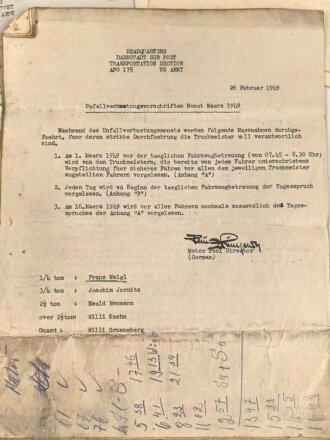 HEADQUARTERS
DARMSTADT SUB POST
TRANSPORTATION SECTION
APO 175 US ARMY
26 Februar 1949
Unfallverhuetungsvorschriften Monat Maers 1949
Waehrend des Unfallverhuetungsmonats werden folgende Massnahmen durchge-
fuehrt, fuer deren strikte Durchfuehrung die Truckmeister voll verantwortlich
sind.
1. Am 1. Maers 1949 vor der taeglichen Fahrzeugbetreuung (von 07.45 - 8.30 Uhr)
wird von den Truckmeistern, die bereits von jedem Fahrer unterschriebene
Verpflichtung fuer sicheres Fahren vor allen dem jeweiligen Truckmeister
zugeteilten Fahrern vorgelesen. (Anhang "A")
2. Jeden Tag wird zu Beginn der taeglichen Fahrzeugbetreuung der Tagesspruch
vorgelesen. (Anhang "B")
3. Am 16.Maers 1949 wird vor allen Fahrern nochmals zusaetzlich des Tages-
spruches der Anhang "A" vorgelesen.
Motor Pool Director
(German)
1/4 ton : Franz Weigl
3/4 ton: Joachim Jornitz
2½ ton: Ewald Neumann
over 2½ton: Willi Kuehn
Guard: Willi Gruensberg